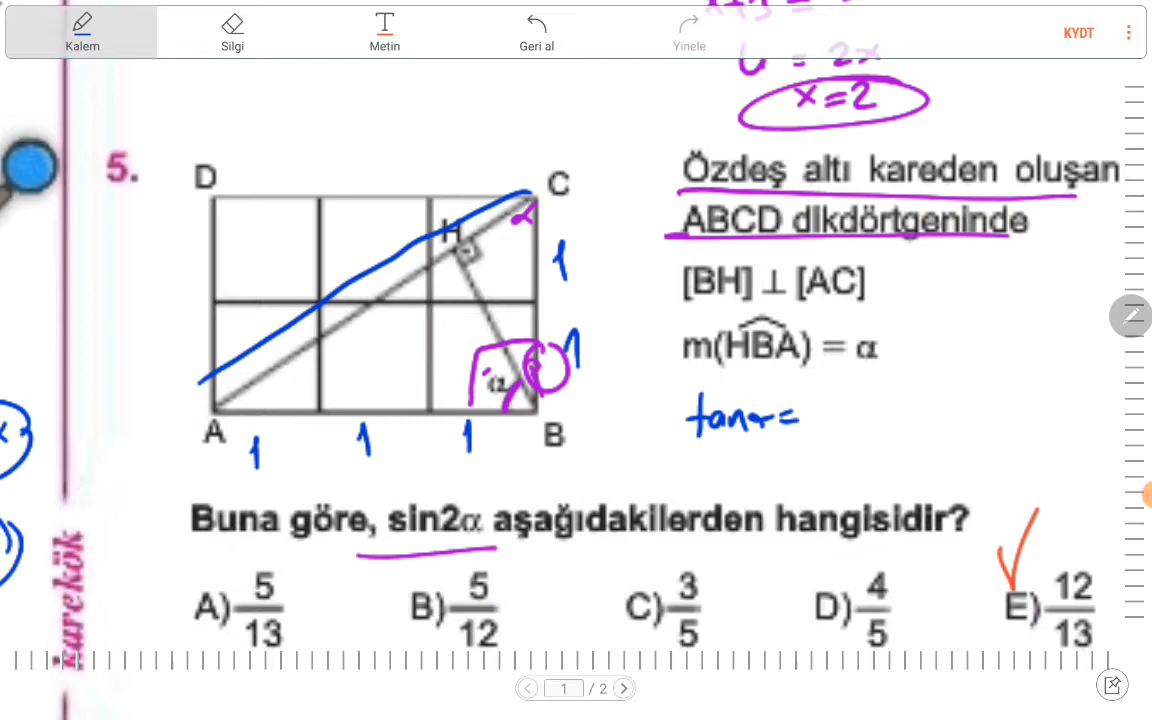 Kalem
Silgi
Metin
Geri al
Yinele
KYDT
= 2x
x=2
5.
D
C
H
α
1
1
α
A
B
1
1
1
Özdeş altı kareden oluşan
ABCD dikdörtgeninde
[BH] ⊥ [AC]
m(HBA) = α
tanα=
Buna göre, sin2α aşağıdakilerden hangisidir?
A) 5/13 B) 5/12 C) 3/5 D) 4/5 E) 12/13
karekök
1 / 2